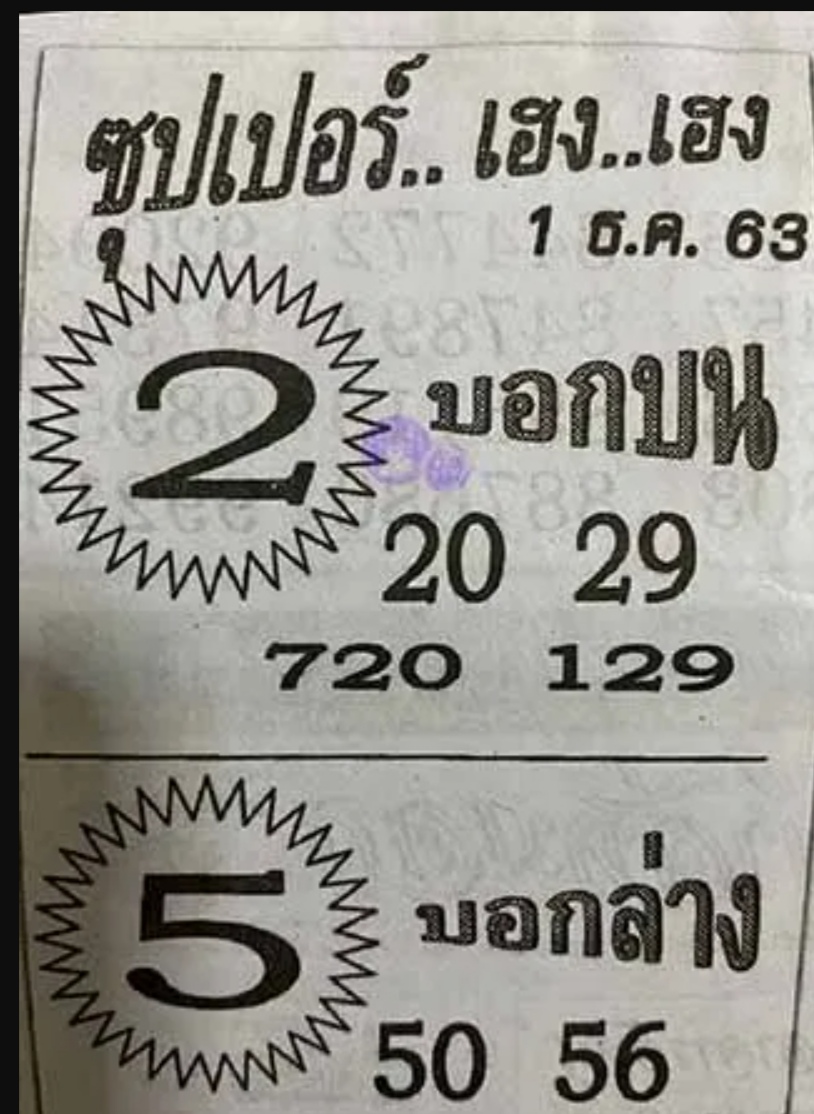 ซุปเปอร์.. เฮง..เฮง
1 ธ.ค. 63
2 บอกบน
20 29
720 129
5 บอกล่าง
50 56